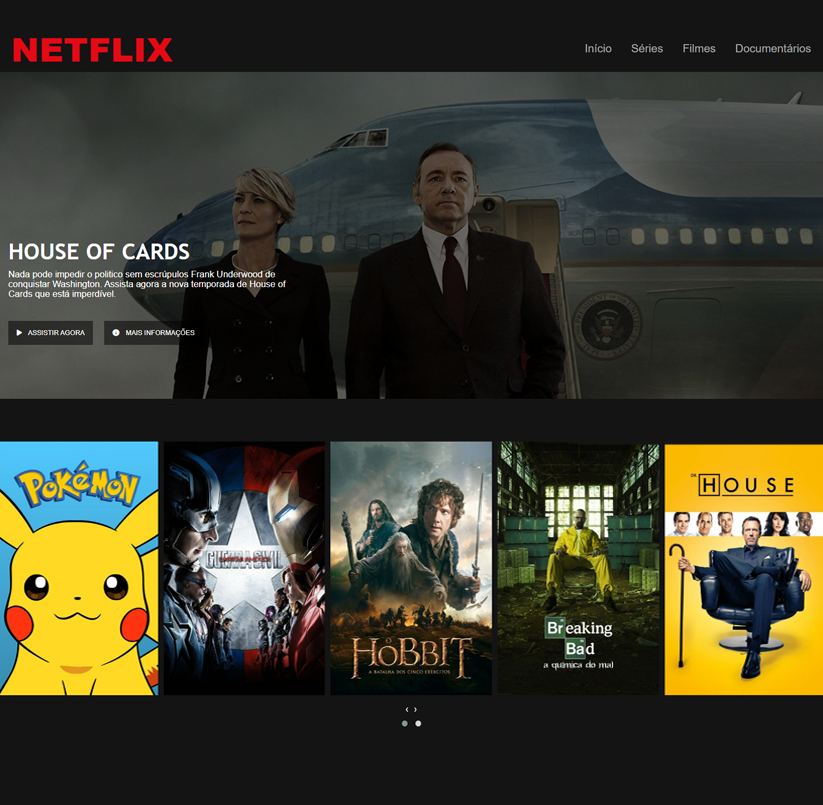 NETFLIX
Início Séries Filmes Documentários
HOUSE OF CARDS
Nada pode impedir o politico sem escrúpulos Frank Underwood de
conquistar Washington. Assista agora a nova temporada de House of
Cards que está imperdível.
ASSISTIR AGORA MAIS INFORMAÇÕES
POKéMON
GUERRA CIVIL
O
HOBBIT
A BATALHA DOS CINCO EXÉRCITOS
Breaking
Bad
a química do mal
DR. HOUSE